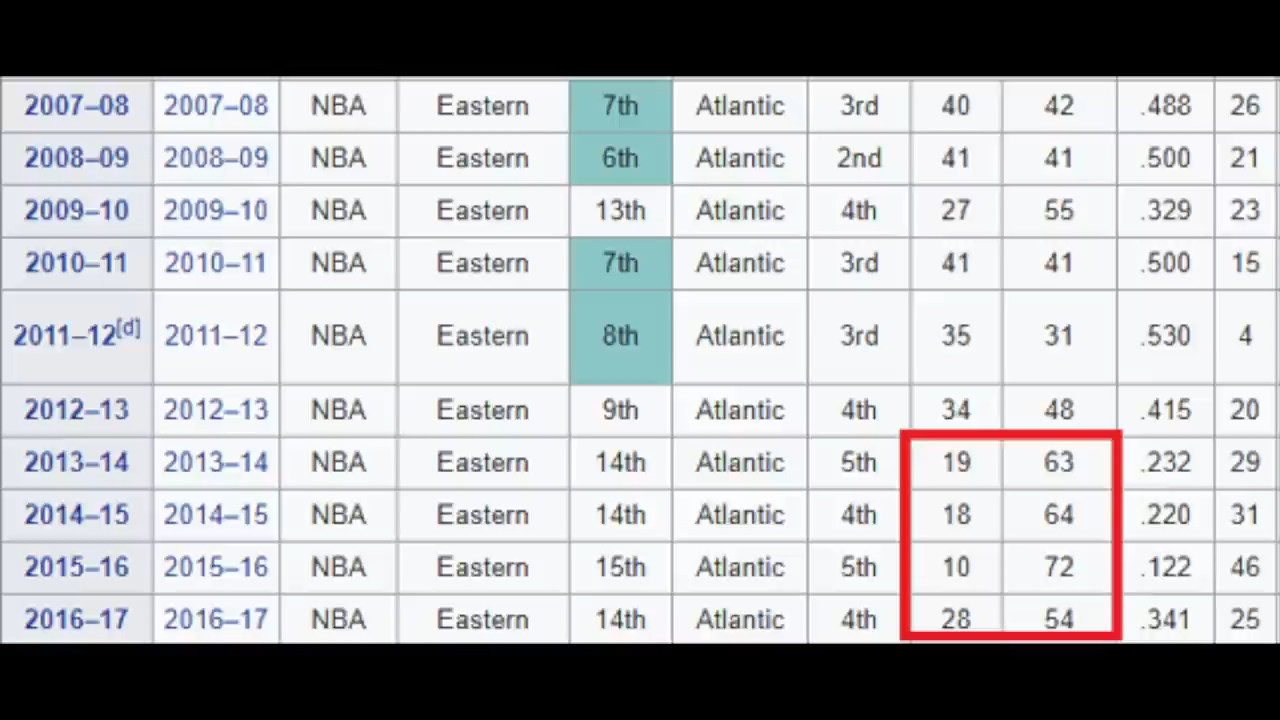 2007–08 2007–08 NBA Eastern 7th Atlantic 3rd 40 42 .488 26
2008–09 2008–09 NBA Eastern 6th Atlantic 2nd 41 41 .500 21
2009–10 2009–10 NBA Eastern 13th Atlantic 4th 27 55 .329 23
2010–11 2010–11 NBA Eastern 7th Atlantic 3rd 41 41 .500 15
2011–12[d] 2011–12 NBA Eastern 8th Atlantic 3rd 35 31 .530 4
2012–13 2012–13 NBA Eastern 9th Atlantic 4th 34 48 .415 20
2013–14 2013–14 NBA Eastern 14th Atlantic 5th 19 63 .232 29
2014–15 2014–15 NBA Eastern 14th Atlantic 4th 18 64 .220 31
2015–16 2015–16 NBA Eastern 15th Atlantic 5th 10 72 .122 46
2016–17 2016–17 NBA Eastern 14th Atlantic 4th 28 54 .341 25